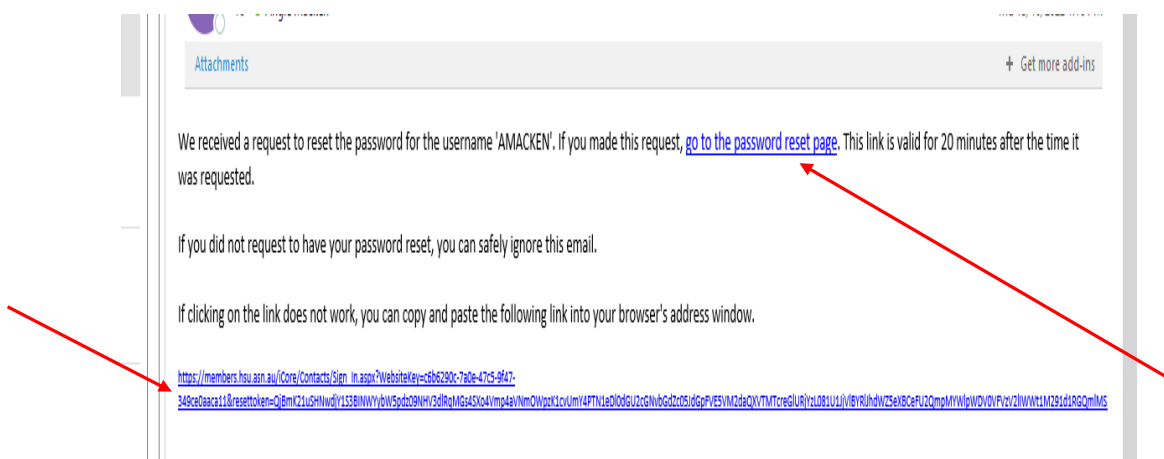 Attachments + Get more add-ins
We received a request to reset the password for the username 'AMACKEN'. If you made this request, go to the password reset page. This link is valid for 20 minutes after the time it
was requested.
If you did not request to have your password reset, you can safely ignore this email.
If clicking on the link does not work, you can copy and paste the following link into your browser's address window.
https://members.hsu.asn.au/iCore/Contacts/Sign_In.aspx?WebsiteKey=c6b6290c-7a0e-47c5-9f47-